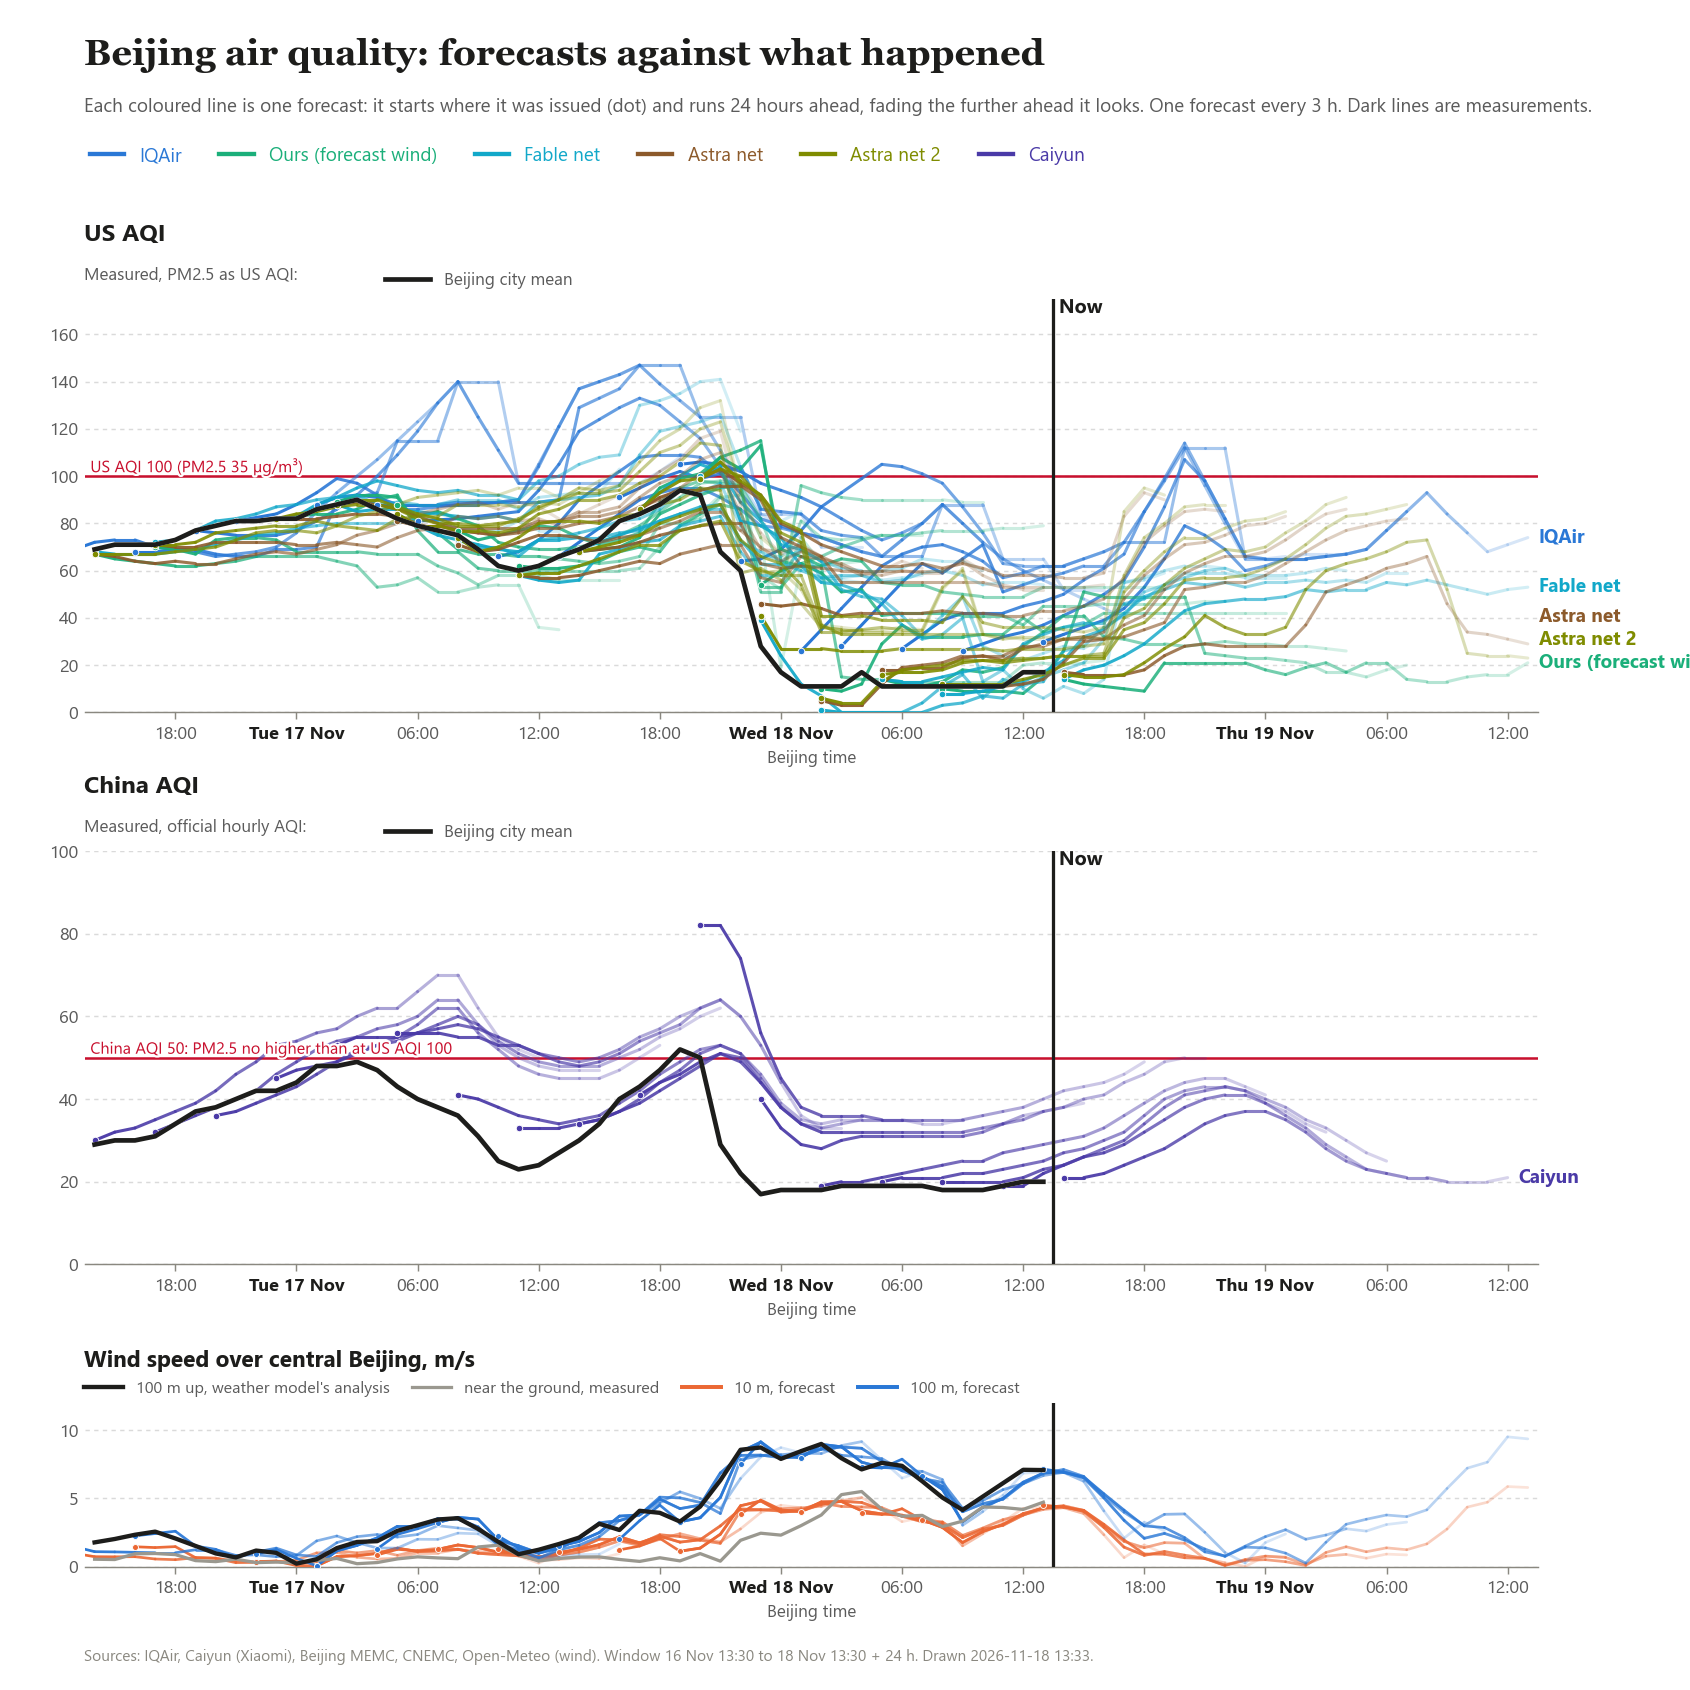 Beijing air quality: forecasts against what happened
Each coloured line is one forecast: it starts where it was issued (dot) and runs 24 hours ahead, fading the further ahead it looks. One forecast every 3 h. Dark lines are measurements.
IQAir Ours (forecast wind) Fable net Astra net Astra net 2 Caiyun
US AQI
Measured, PM2.5 as US AQI: Beijing city mean
Now
160
140
120
US AQI 100 (PM2.5 35 µg/m³)
100
80
60
40
20
0
IQAir
Fable net
Astra net
Astra net 2
Ours (forecast wi
18:00 Tue 17 Nov 06:00 12:00 18:00 Wed 18 Nov 06:00 12:00 18:00 Thu 19 Nov 06:00 12:00
Beijing time
China AQI
Measured, official hourly AQI: Beijing city mean
Now
100
80
60
China AQI 50: PM2.5 no higher than at US AQI 100
40
20
0
Caiyun
18:00 Tue 17 Nov 06:00 12:00 18:00 Wed 18 Nov 06:00 12:00 18:00 Thu 19 Nov 06:00 12:00
Beijing time
Wind speed over central Beijing, m/s
100 m up, weather model's analysis near the ground, measured 10 m, forecast 100 m, forecast
10
5
0
18:00 Tue 17 Nov 06:00 12:00 18:00 Wed 18 Nov 06:00 12:00 18:00 Thu 19 Nov 06:00 12:00
Beijing time
Sources: IQAir, Caiyun (Xiaomi), Beijing MEMC, CNEMC, Open-Meteo (wind). Window 16 Nov 13:30 to 18 Nov 13:30 + 24 h. Drawn 2026-11-18 13:33.